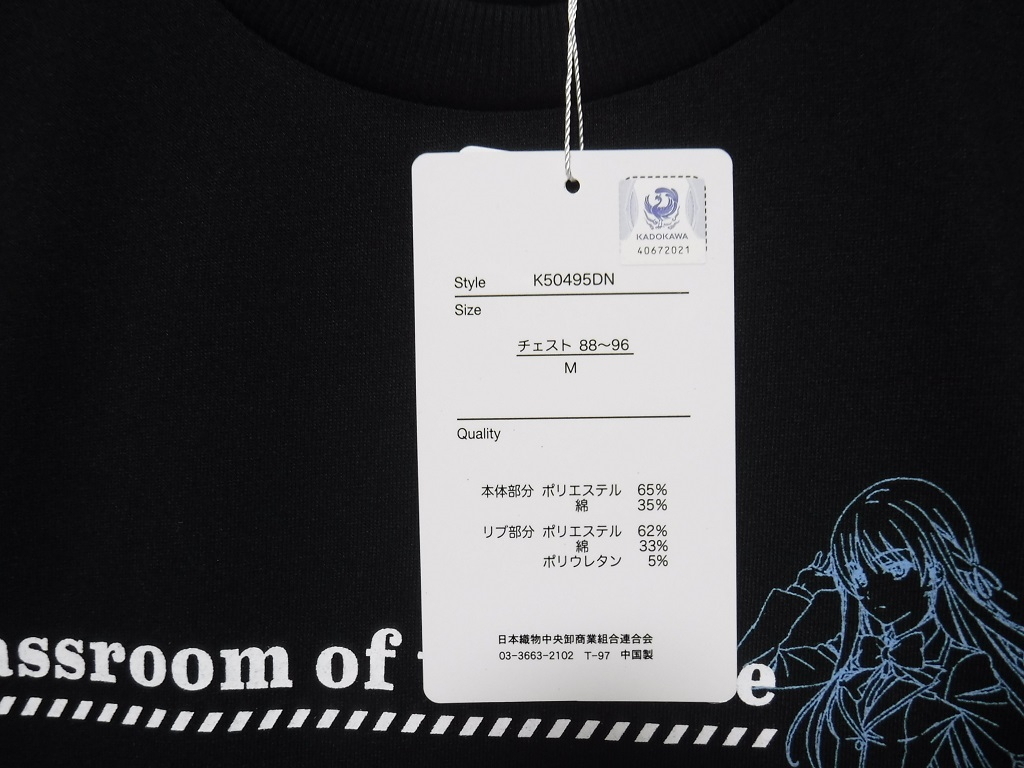 KADOKAWA
40672021
Style K50495DN
Size
チェスト 88〜96
M
Quality
本体部分 ポリエステル 65%
綿 35%
リブ部分 ポリエステル 62%
綿 33%
ポリウレタン 5%
日本織物中央卸商業組合連合会
03-3663-2102 T-97 中国製
assroom of e